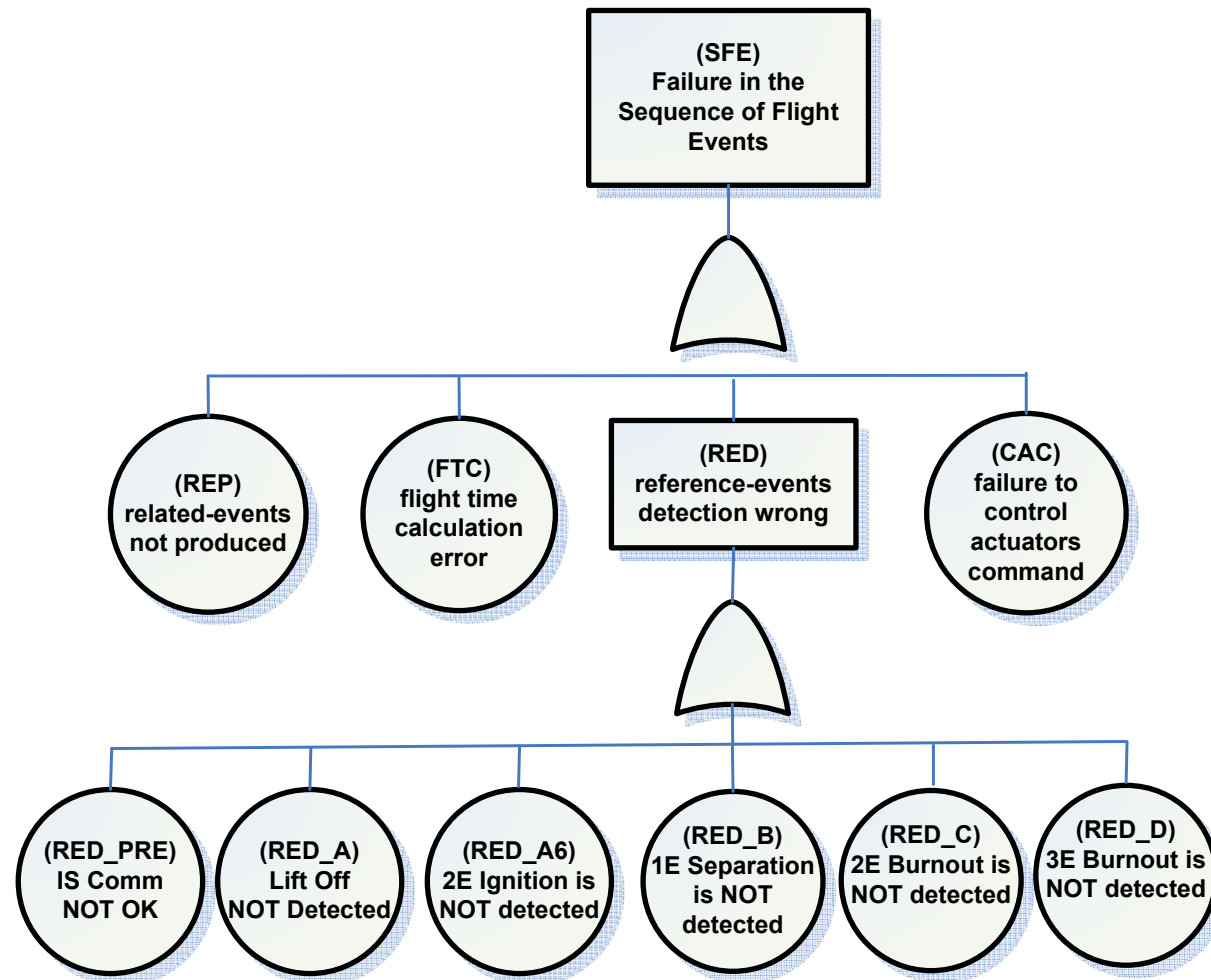 (SFE)
Failure in the
Sequence of Flight
Events
(REP)
related-events
not produced
(FTC)
flight time
calculation
error
(RED)
reference-events
detection wrong
(CAC)
failure to
control
actuators
command
(RED_PRE)
IS Comm
NOT OK
(RED_A)
Lift Off
NOT Detected
(RED_A6)
2E Ignition is
NOT detected
(RED_B)
1E Separation
is NOT
detected
(RED_C)
2E Burnout is
NOT detected
(RED_D)
3E Burnout is
NOT detected